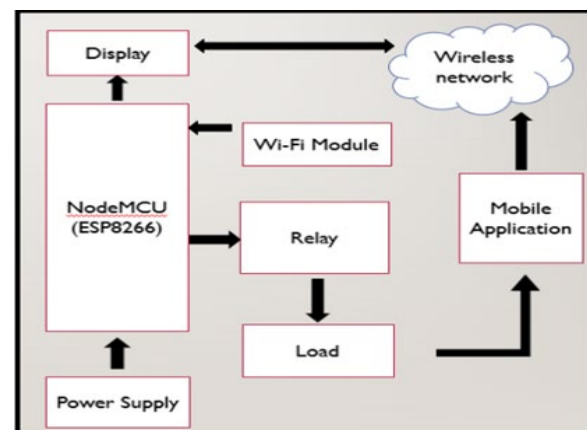 Display
Wireless
network
Wi-Fi Module
NodeMCU
(ESP8266)
Relay
Mobile
Application
Load
Power Supply